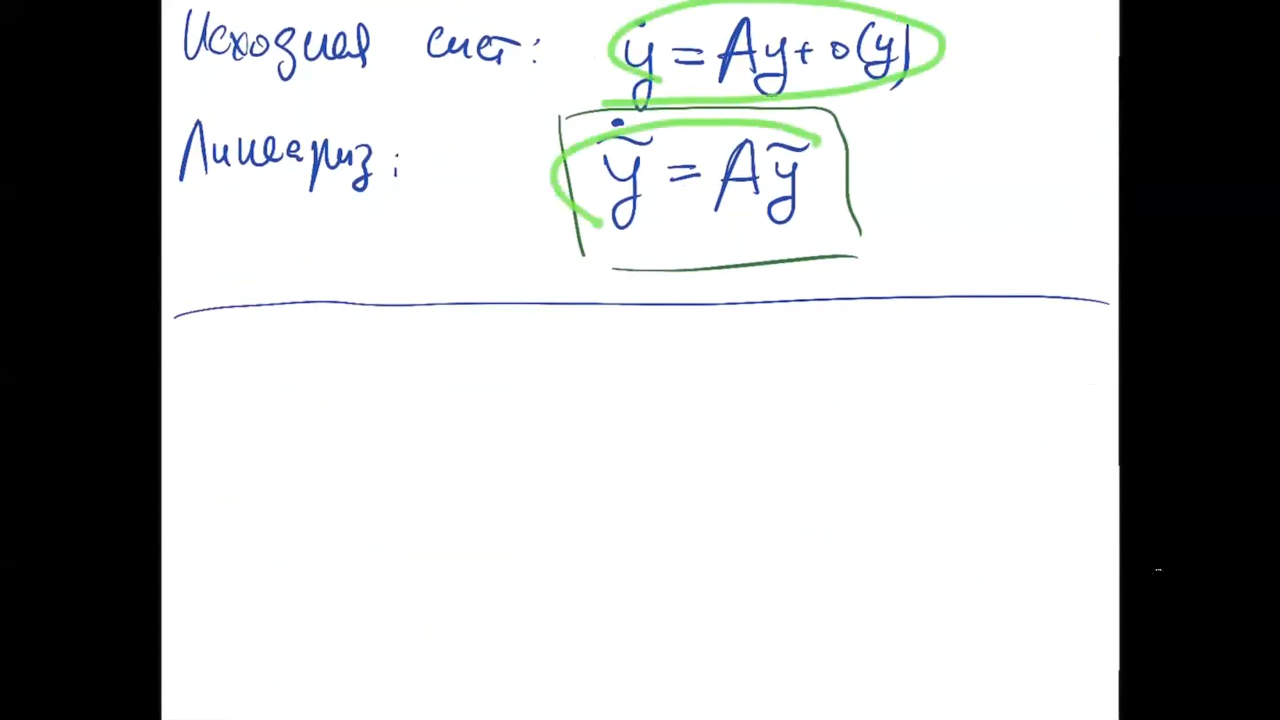 Исходная сист: ẏ = Ay + o(y)
Линеариз: ỹ̇ = Aỹ